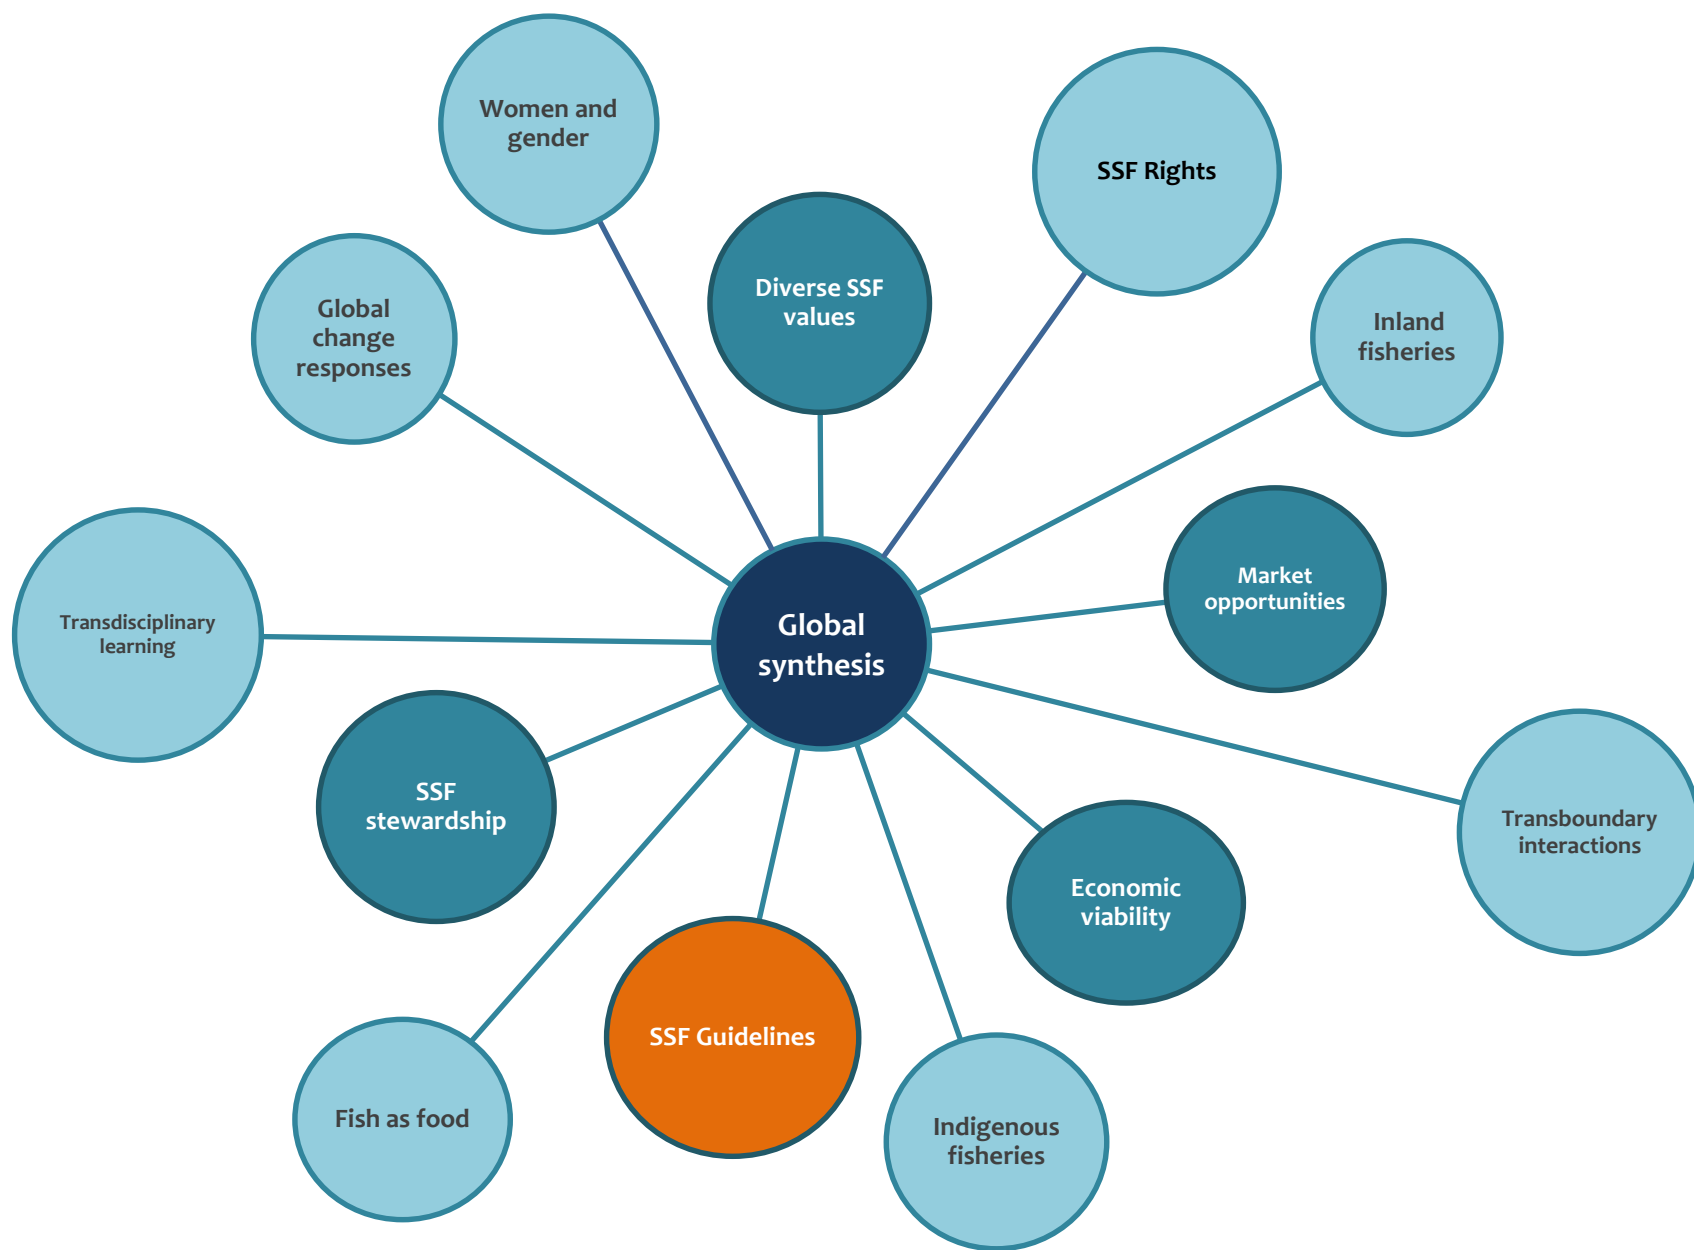 Women and
gender
SSF Rights
Diverse SSF
values
Global
change
responses
Inland
fisheries
Market
opportunities
Global
synthesis
Transdisciplinary
learning
SSF
stewardship
Transboundary
interactions
Economic
viability
SSF Guidelines
Fish as food
Indigenous
fisheries